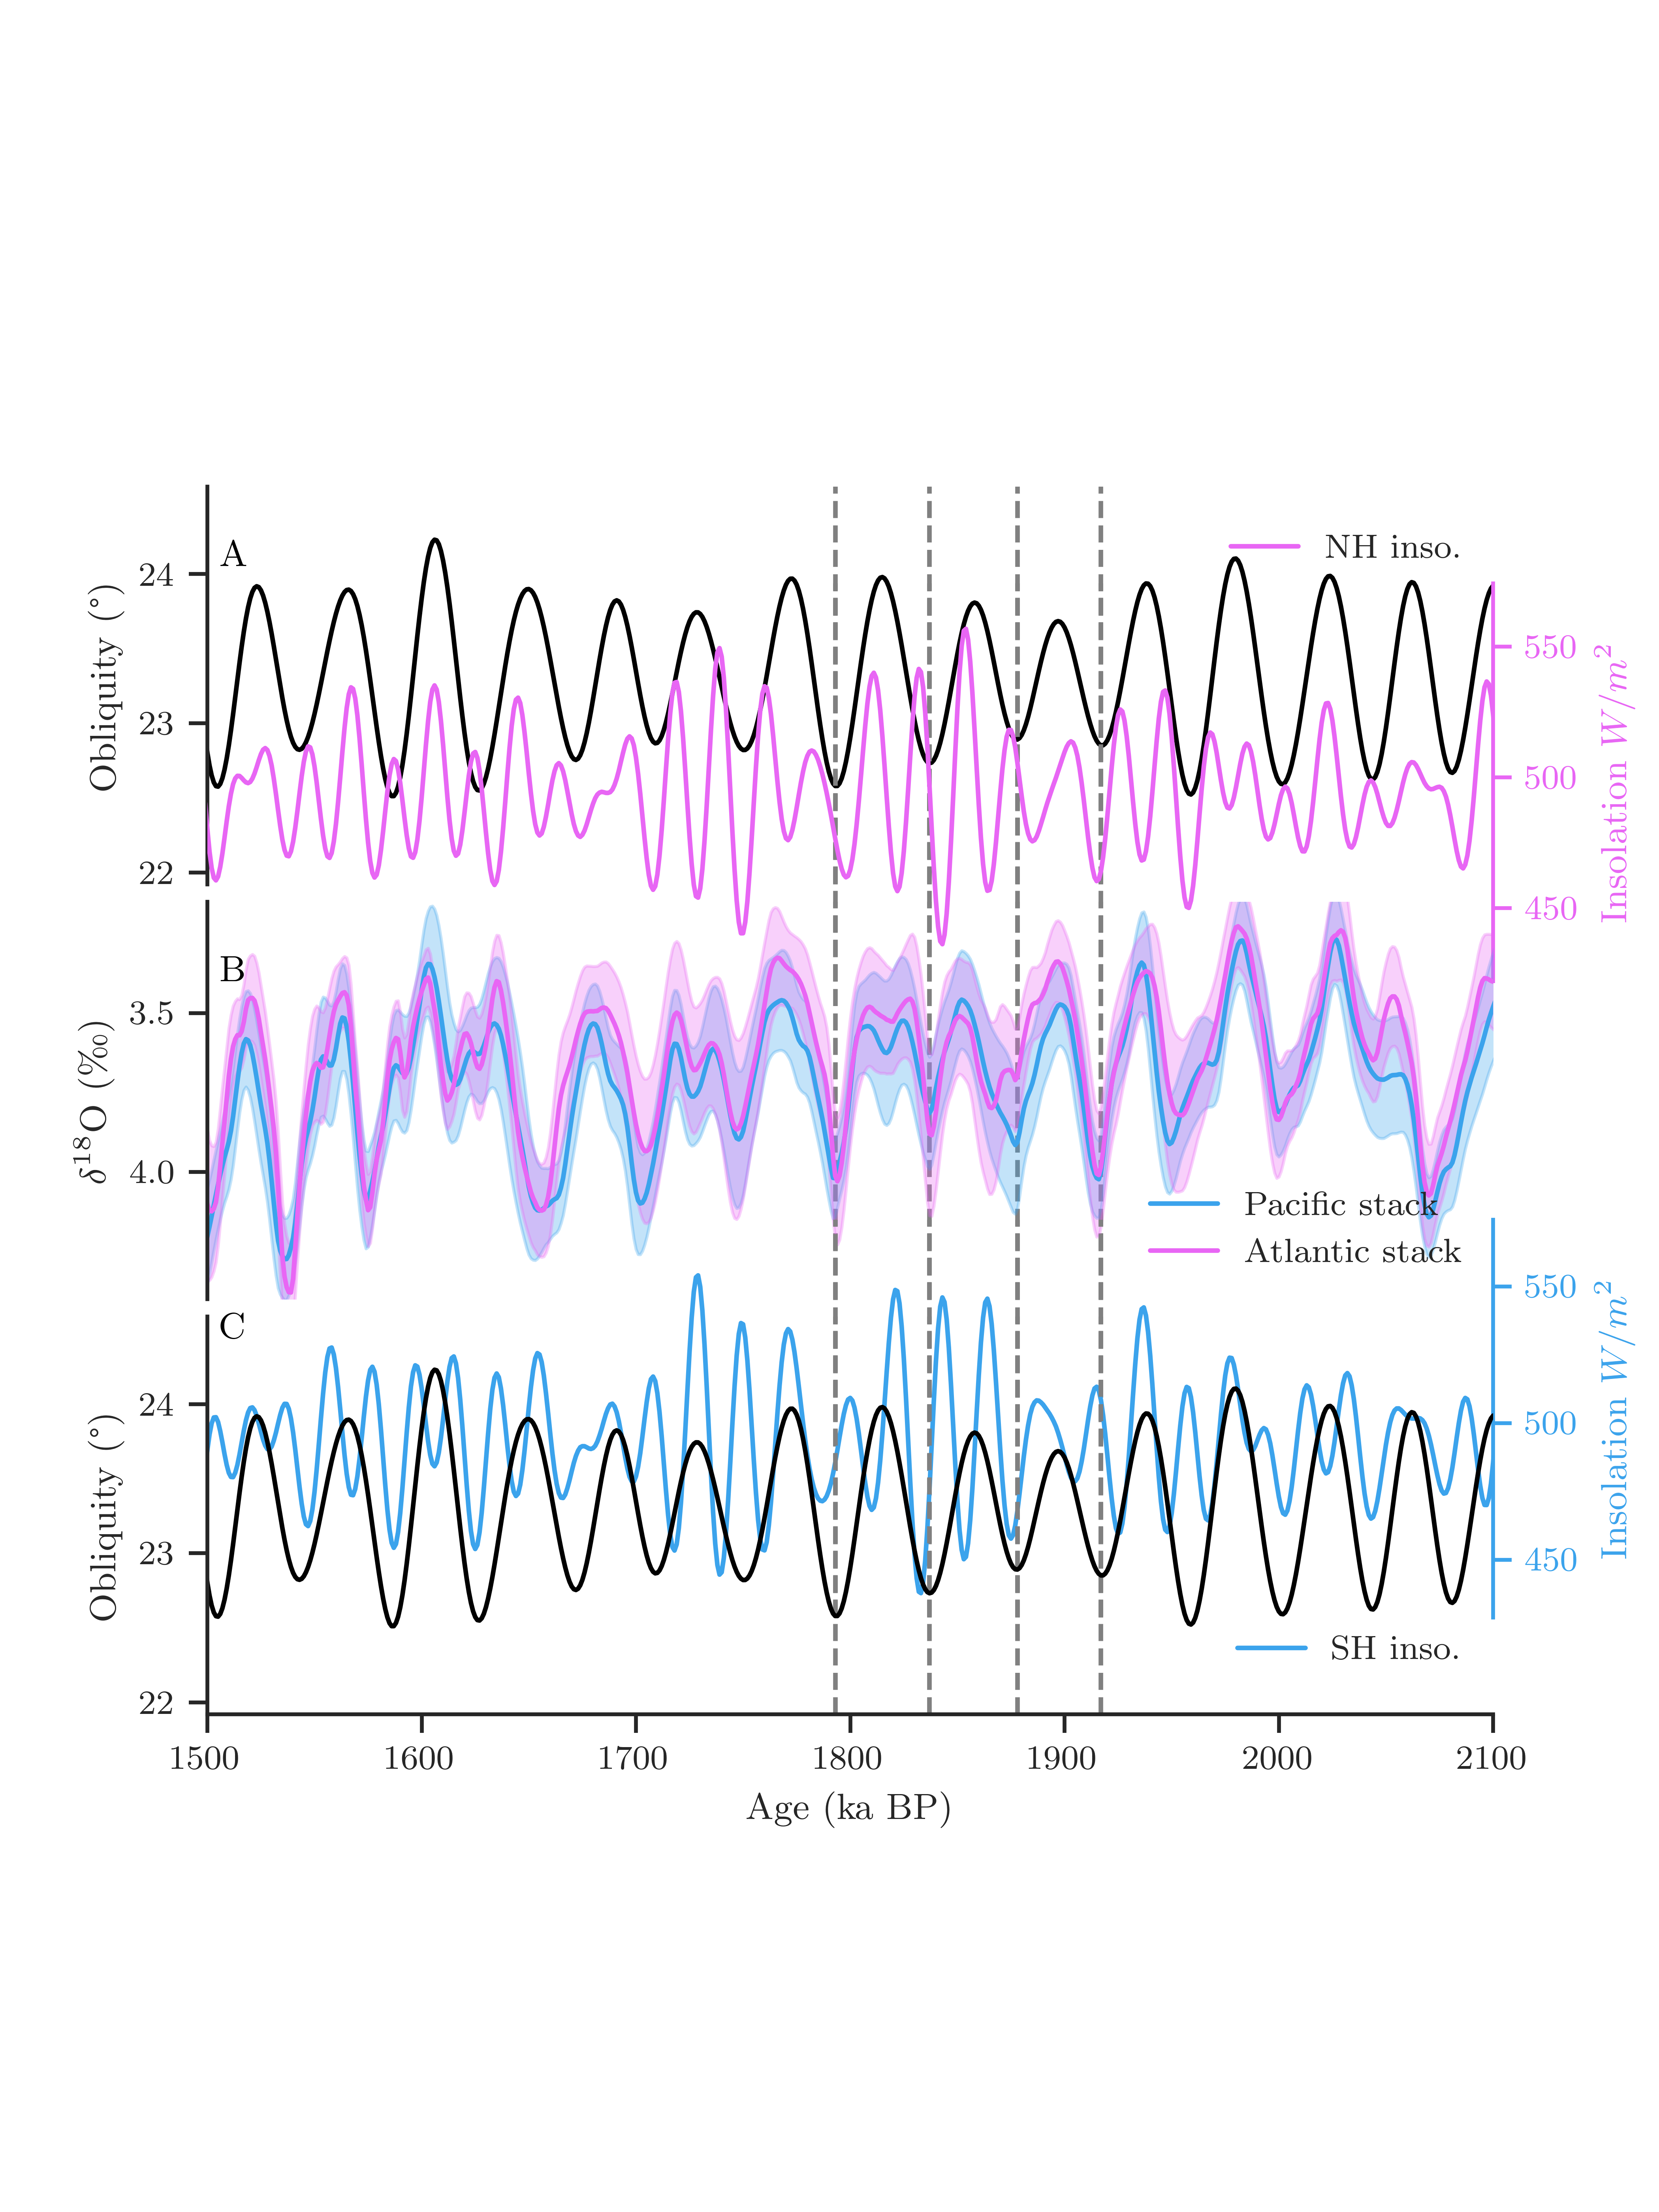 A
NH inso.
24
23
22
Obliquity (°)
550
500
450
Insolation W/m²
B
3.5
4.0
δ¹⁸O (‰)
Pacific stack
Atlantic stack
C
24
23
22
Obliquity (°)
550
500
450
Insolation W/m²
SH inso.
1500 1600 1700 1800 1900 2000 2100
Age (ka BP)